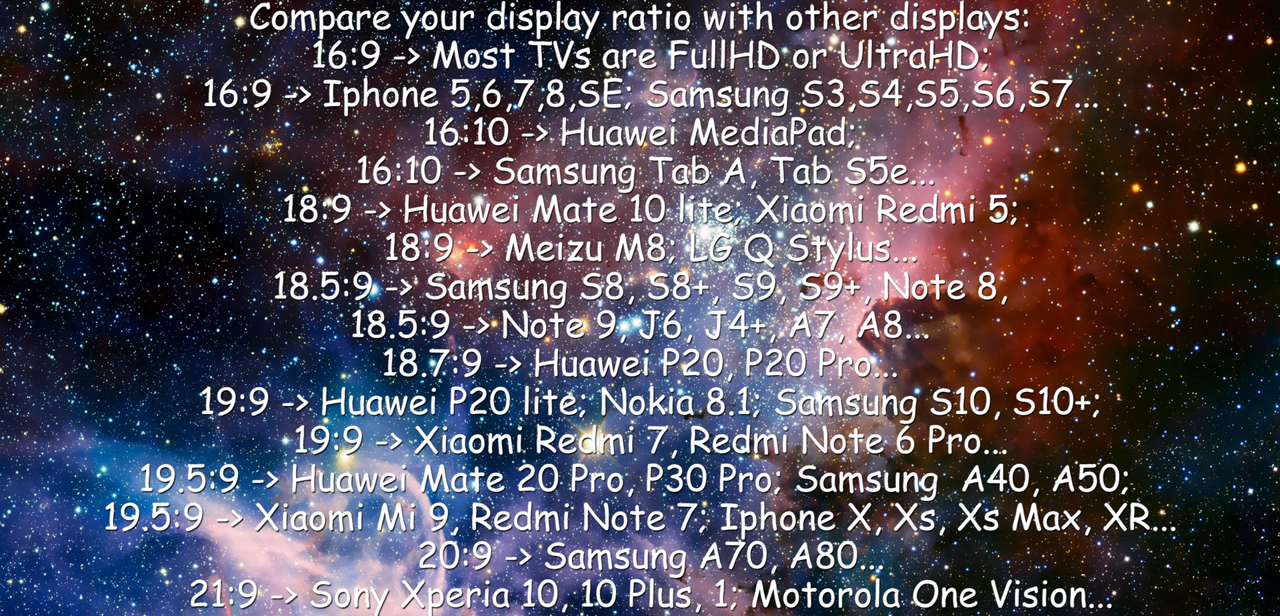 Compare your display ratio with other displays:
16:9 -> Most TVs are FullHD or UltraHD;
16:9 -> Iphone 5,6,7,8,SE; Samsung S3,S4,S5,S6,S7...
16:10 -> Huawei MediaPad;
16:10 -> Samsung Tab A, Tab S5e...
18:9 -> Huawei Mate 10 lite; Xiaomi Redmi 5;
18:9 -> Meizu M8; LG Q Stylus...
18.5:9 -> Samsung S8, S8+, S9, S9+, Note 8,
18.5:9 -> Note 9, J6, J4+, A7, A8...
18.7:9 -> Huawei P20, P20 Pro...
19:9 -> Huawei P20 lite; Nokia 8.1; Samsung S10, S10+;
19:9 -> Xiaomi Redmi 7, Redmi Note 6 Pro...
19.5:9 -> Huawei Mate 20 Pro, P30 Pro; Samsung  A40, A50;
19.5:9 -> Xiaomi Mi 9, Redmi Note 7; Iphone X, Xs, Xs Max, XR...
20:9 -> Samsung A70, A80...
21:9 -> Sony Xperia 10, 10 Plus, 1; Motorola One Vision...